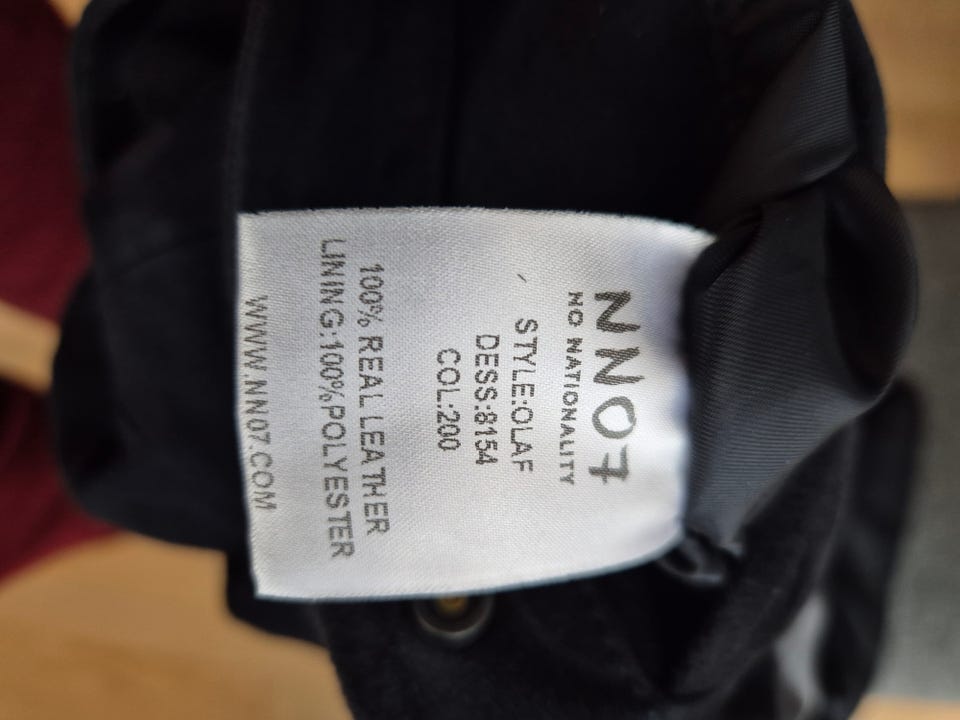 NN07
NO NATIONALITY
STYLE:OLAF
DESS:8154
COL:200
100% REAL LEATHER
LINING:100%POLYESTER
WWW.NN07.COM